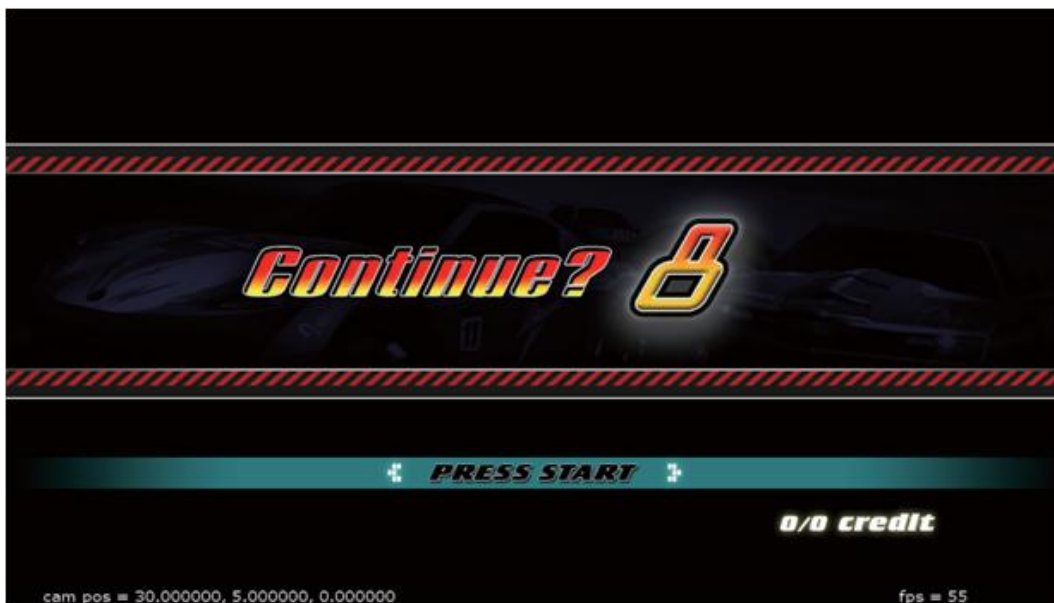 Continue? 8
PRESS START
0/0 credit
cam pos = 30.000000, 5.000000, 0.000000 fps = 55